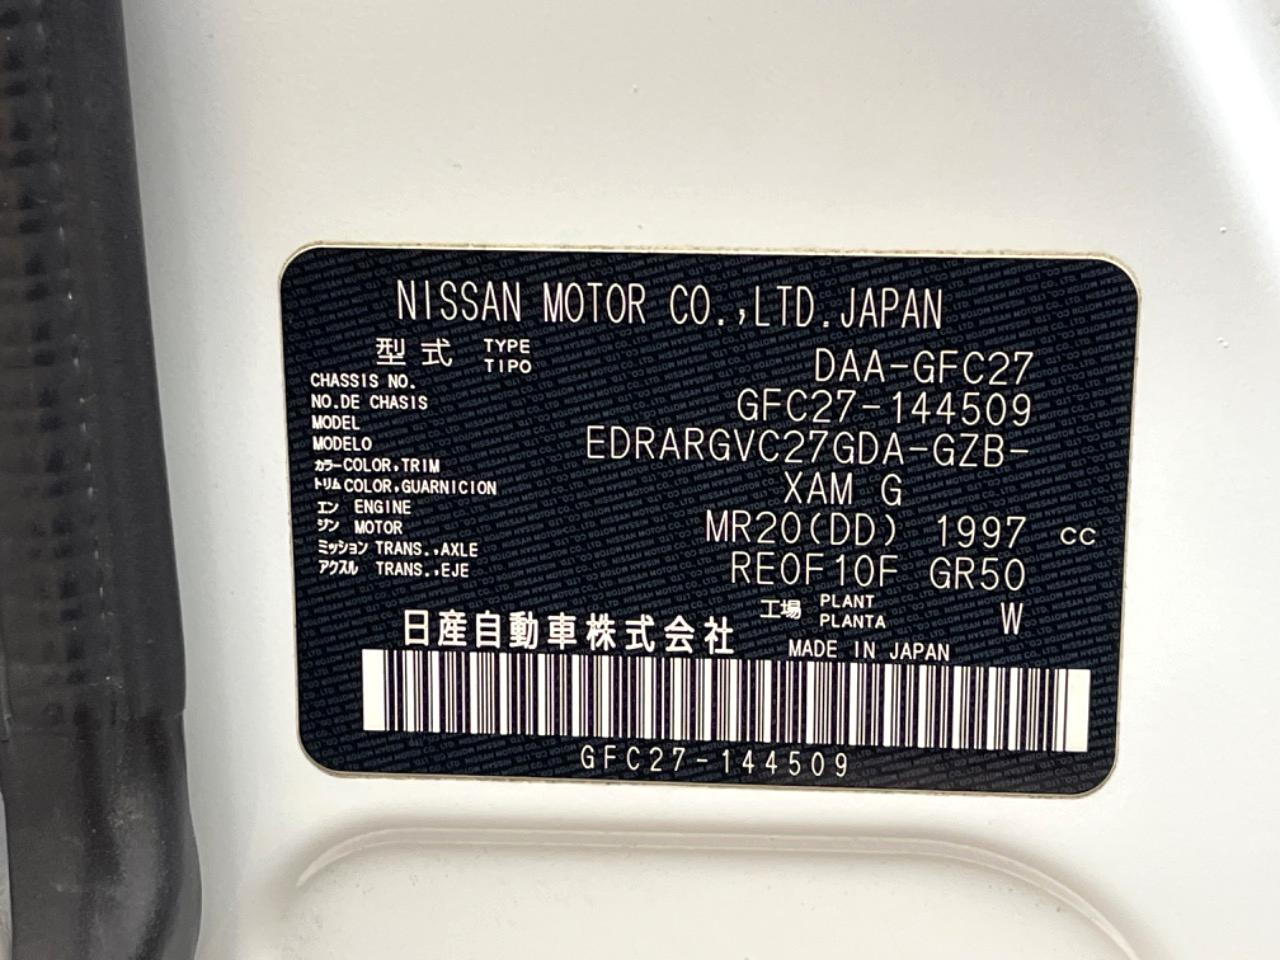 NISSAN MOTOR CO.,LTD.JAPAN
型式 TYPE TIPO DAA-GFC27
CHASSIS NO. NO.DE CHASIS GFC27-144509
MODEL MODELO EDRARGVC27GDA-GZB-
カラー COLOR,TRIM トリム COLOR,GUARNICION XAM G
エンジン ENGINE MOTOR MR20(DD) 1997 cc
ミッション TRANS.,AXLE アクスル TRANS.,EJE RE0F10F GR50
工場 PLANT PLANTA W
日産自動車株式会社 MADE IN JAPAN
GFC27-144509